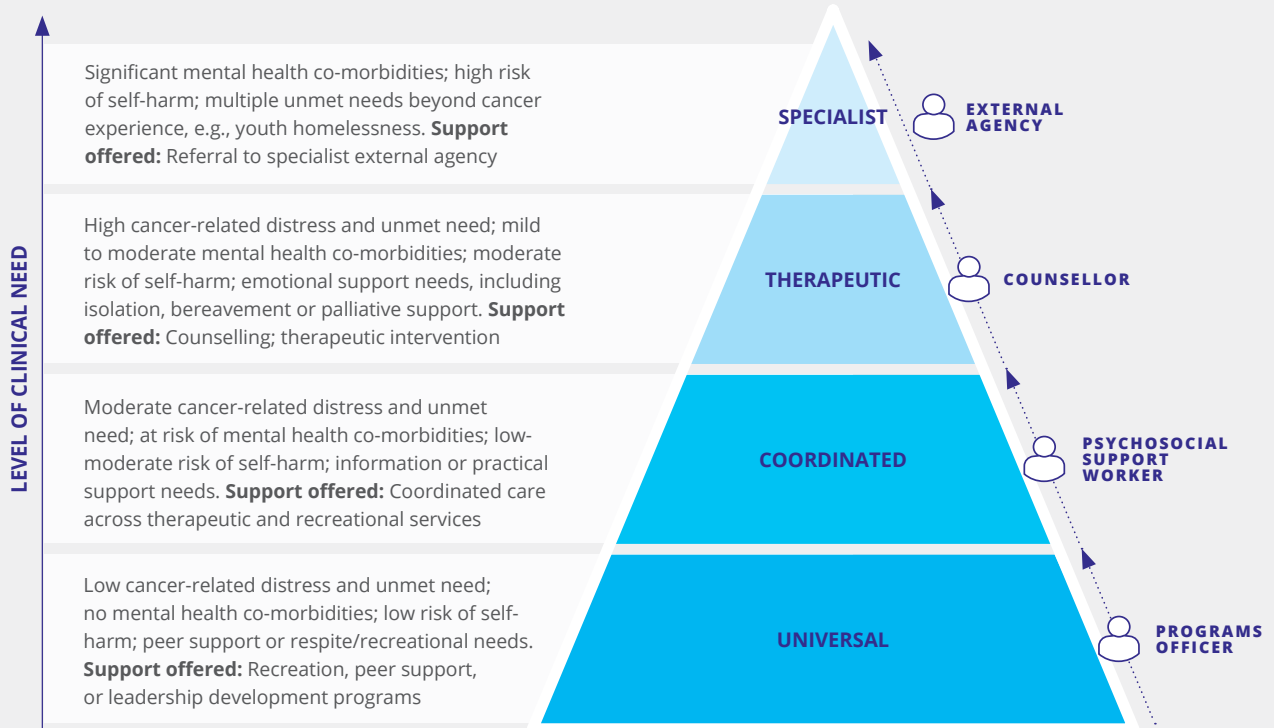 LEVEL OF CLINICAL NEED
Significant mental health co-morbidities; high risk
of self-harm; multiple unmet needs beyond cancer
experience, e.g., youth homelessness. Support
offered: Referral to specialist external agency
SPECIALIST
EXTERNAL
AGENCY
High cancer-related distress and unmet need; mild
to moderate mental health co-morbidities; moderate
risk of self-harm; emotional support needs, including
isolation, bereavement or palliative support. Support
offered: Counselling; therapeutic intervention
THERAPEUTIC
COUNSELLOR
Moderate cancer-related distress and unmet
need; at risk of mental health co-morbidities; low-
moderate risk of self-harm; information or practical
support needs. Support offered: Coordinated care
across therapeutic and recreational services
COORDINATED
PSYCHOSOCIAL
SUPPORT
WORKER
Low cancer-related distress and unmet need;
no mental health co-morbidities; low risk of self-
harm; peer support or respite/recreational needs.
Support offered: Recreation, peer support,
or leadership development programs
UNIVERSAL
PROGRAMS
OFFICER